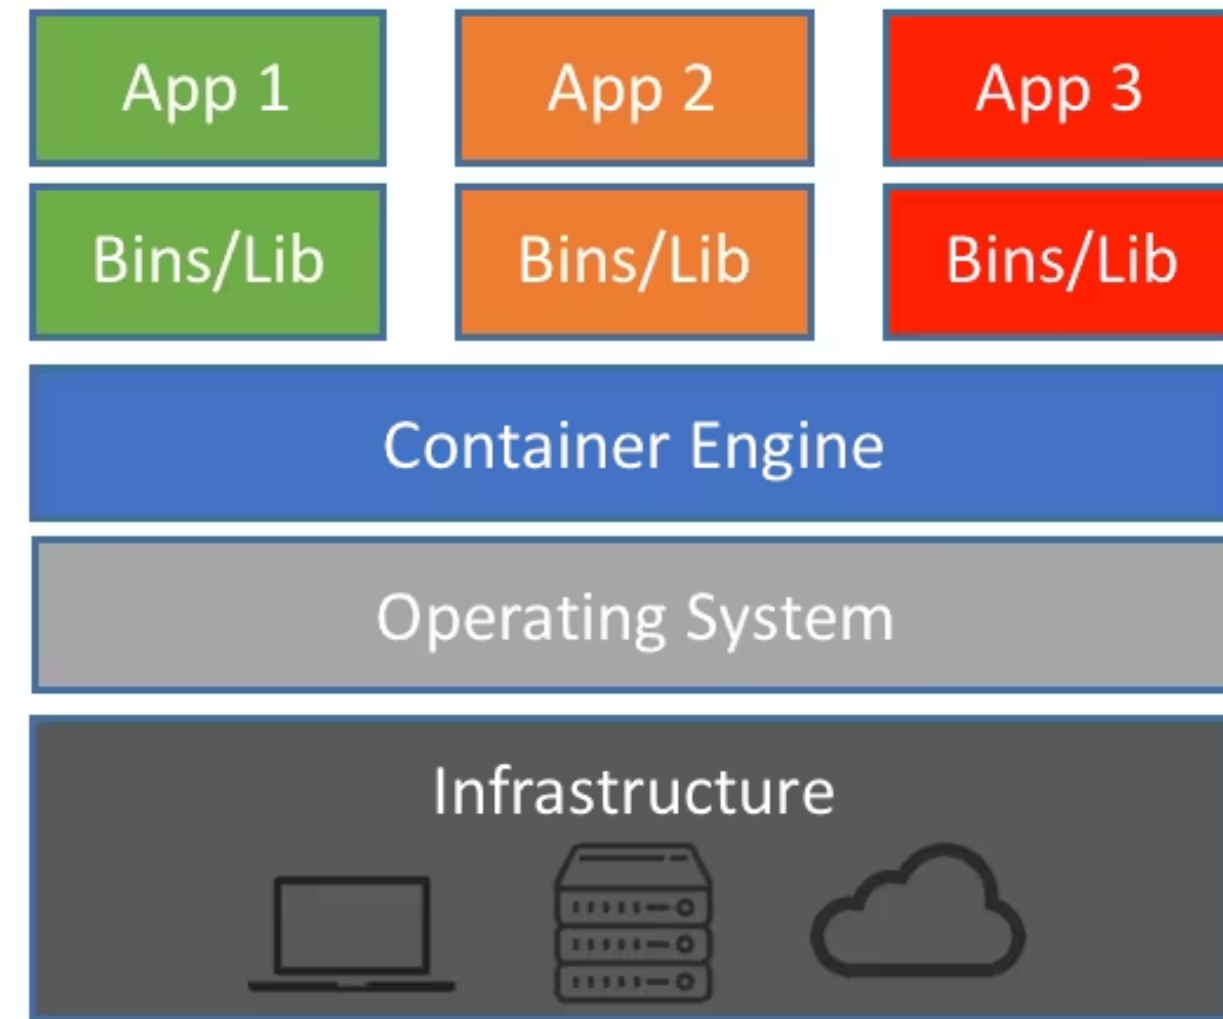 App 1
App 2
App 3
Bins/Lib
Bins/Lib
Bins/Lib
Container Engine
Operating System
Infrastructure